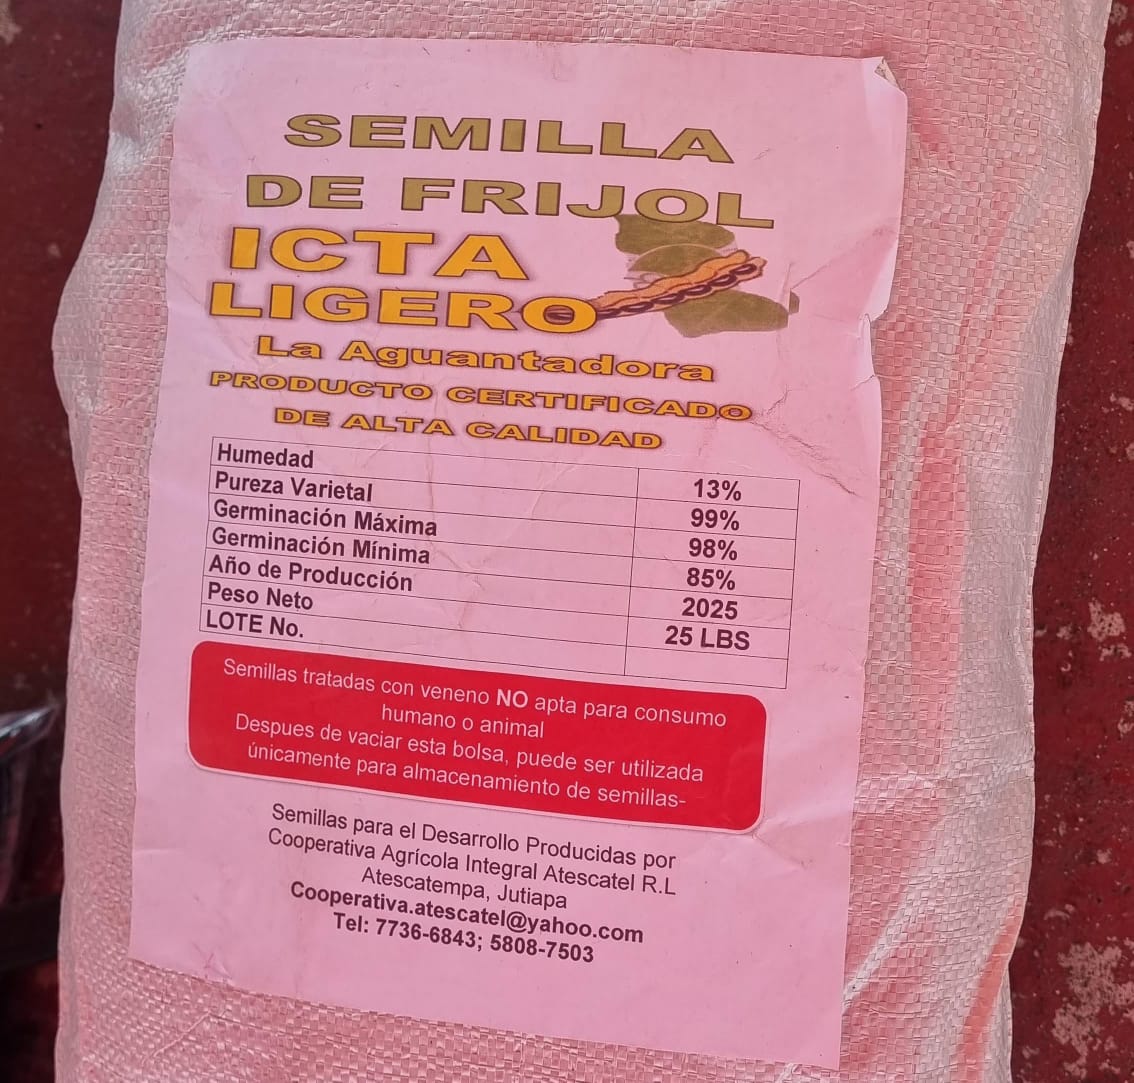 SEMILLA
DE FRIJOL
ICTA
LIGERO
La Aguantadora
PRODUCTO CERTIFICADO
DE ALTA CALIDAD
Humedad 13%
Pureza Varietal 99%
Germinación Máxima 98%
Germinación Mínima 85%
Año de Producción 2025
Peso Neto 25 LBS
LOTE No.
Semillas tratadas con veneno NO apta para consumo
humano o animal
Despues de vaciar esta bolsa, puede ser utilizada
únicamente para almacenamiento de semillas-
Semillas para el Desarrollo Producidas por
Cooperativa Agrícola Integral Atescatel R.L
Atescatempa, Jutiapa
Cooperativa.atescatel@yahoo.com
Tel: 7736-6843; 5808-7503